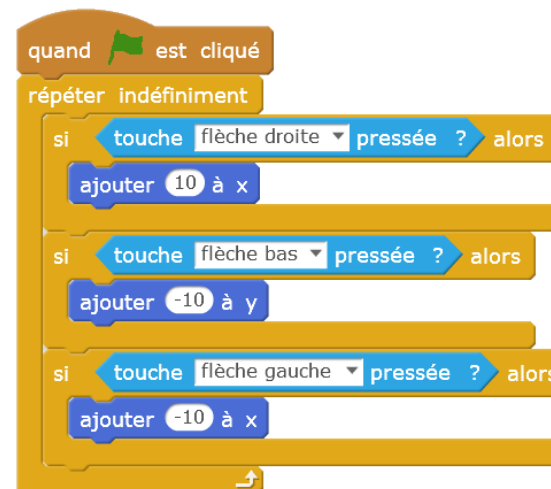 quand est cliqué
répéter indéfiniment
si touche flèche droite pressée ? alors
ajouter 10 à x
si touche flèche bas pressée ? alors
ajouter -10 à y
si touche flèche gauche pressée ? alors
ajouter -10 à x